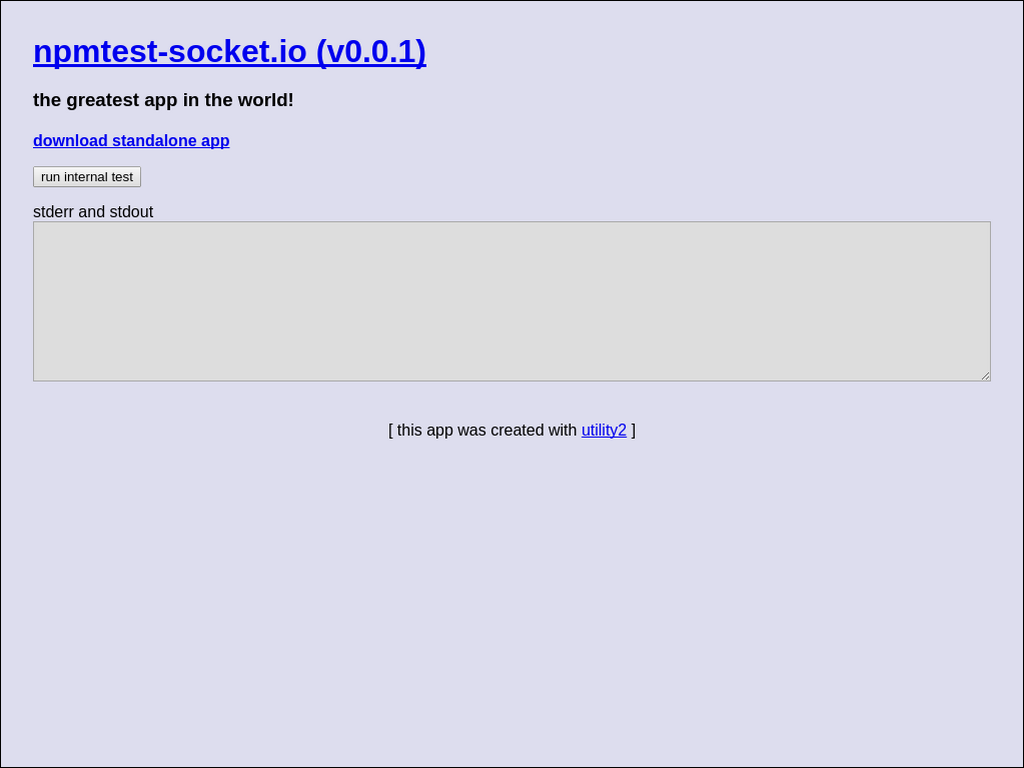 npmtest-socket.io (v0.0.1)
the greatest app in the world!
download standalone app
run internal test
stderr and stdout
[ this app was created with utility2 ]